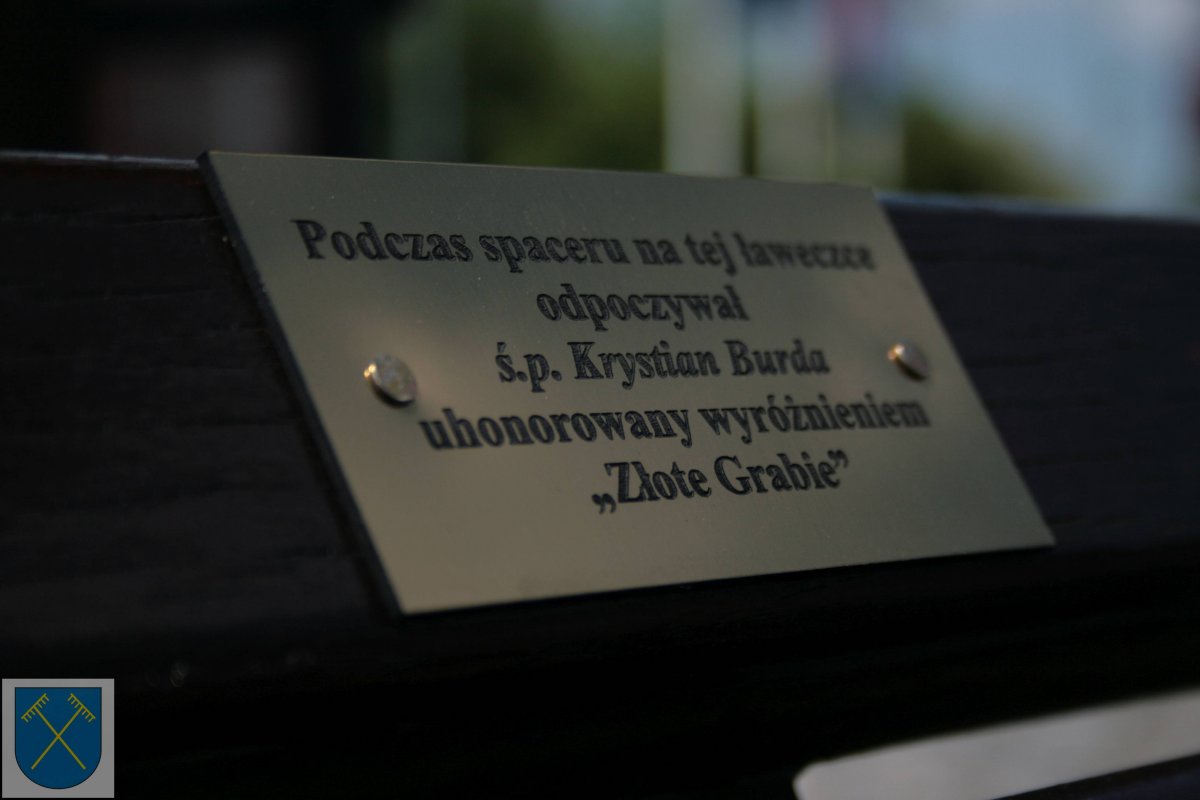 Podczas spaceru na tej ławeczce
odpoczywał
ś.p. Krystian Burda
uhonorowany wyróżnieniem
„Złote Grabie”